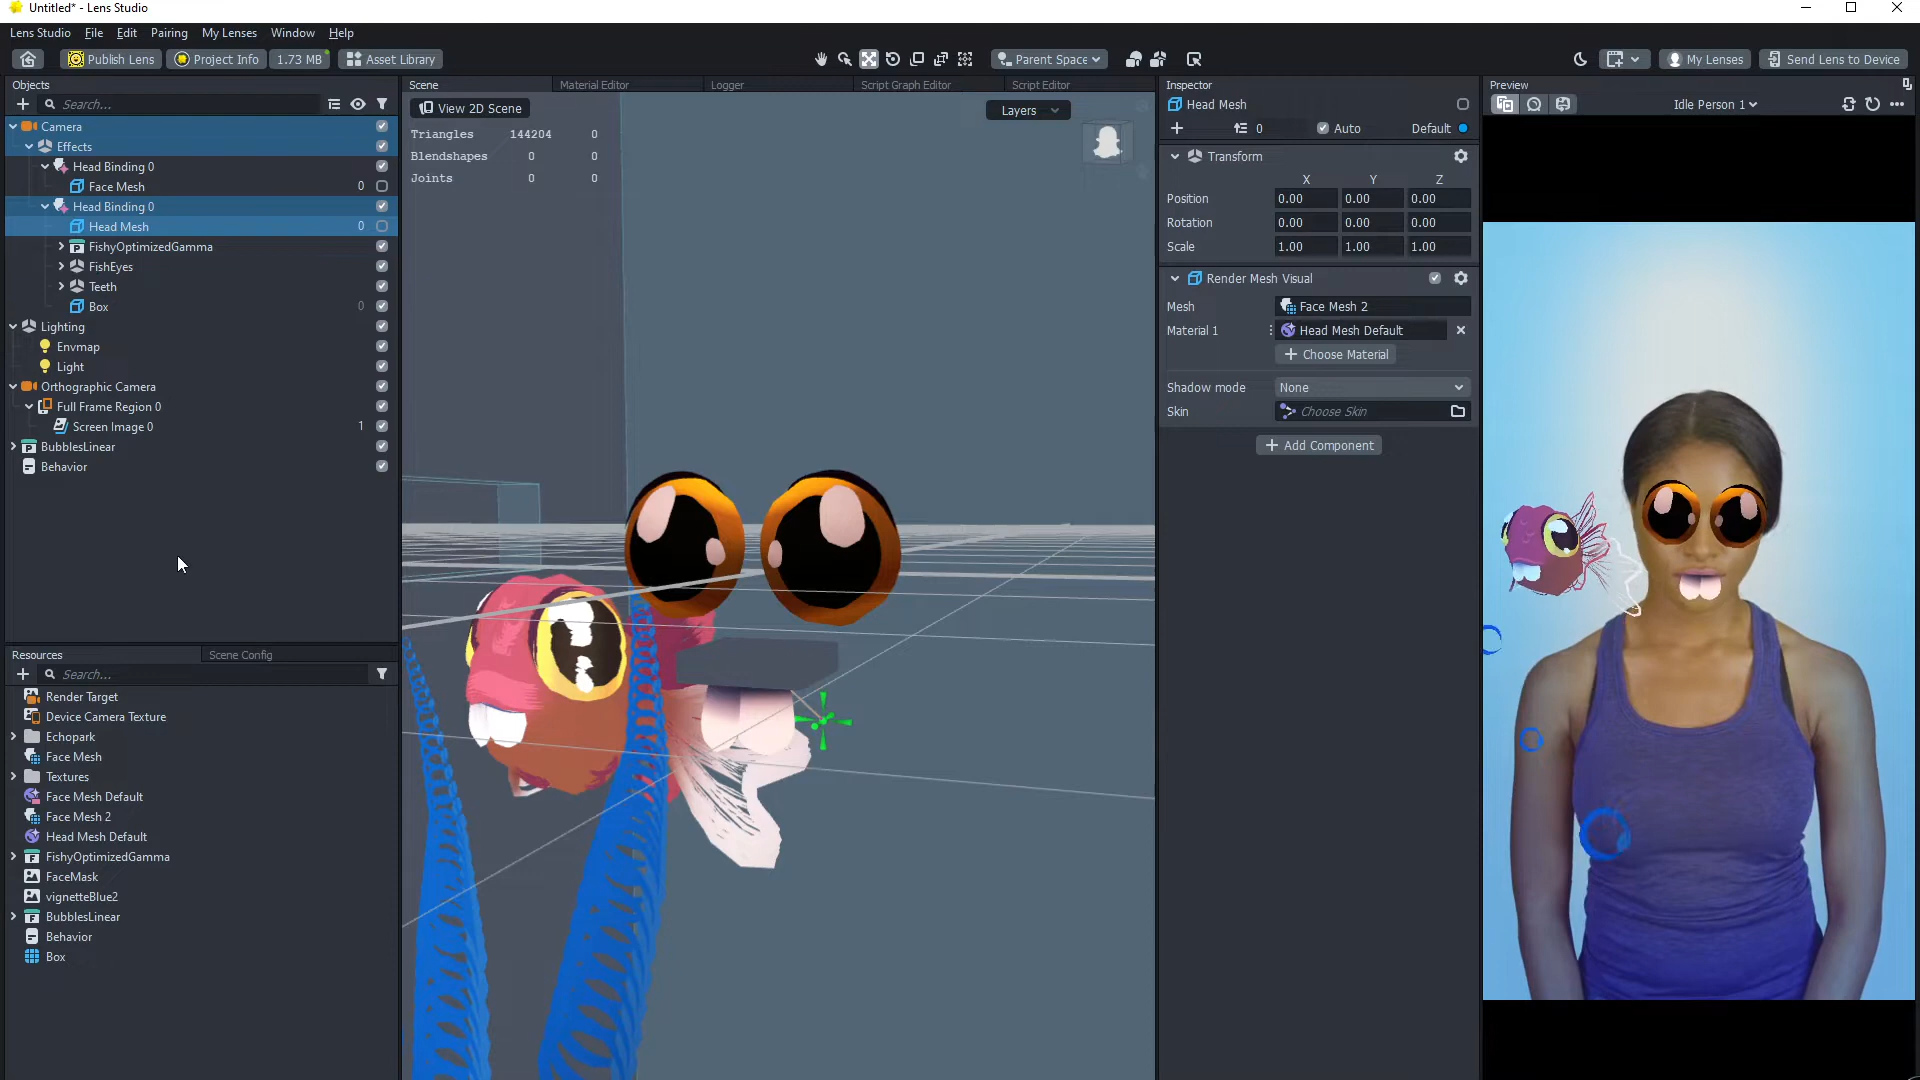 Untitled* - Lens Studio
Lens Studio File Edit Pairing My Lenses Window Help
Publish Lens Project Info 1.73 MB Asset Library Parent Space My Lenses Send Lens to Device
Objects
Search...
Camera
Effects
Head Binding 0
Face Mesh 0
Head Binding 0
Head Mesh 0
FishyOptimizedGamma
FishEyes
Teeth
Box 0
Lighting
Envmap
Light
Orthographic Camera
Full Frame Region 0
Screen Image 0 1
BubblesLinear
Behavior
Resources Scene Config
Search...
Render Target
Device Camera Texture
Echopark
Face Mesh
Textures
Face Mesh Default
Face Mesh 2
Head Mesh Default
FishyOptimizedGamma
FaceMask
vignetteBlue2
BubblesLinear
Behavior
Box
Scene Material Editor Logger Script Graph Editor Script Editor
View 2D Scene Layers
Triangles 144204 0
Blendshapes 0 0
Joints 0 0
Inspector
Head Mesh
0 Auto Default
Transform
X Y Z
Position 0.00 0.00 0.00
Rotation 0.00 0.00 0.00
Scale 1.00 1.00 1.00
Render Mesh Visual
Mesh Face Mesh 2
Material 1 Head Mesh Default
+ Choose Material
Shadow mode None
Skin Choose Skin
+ Add Component
Preview
Idle Person 1